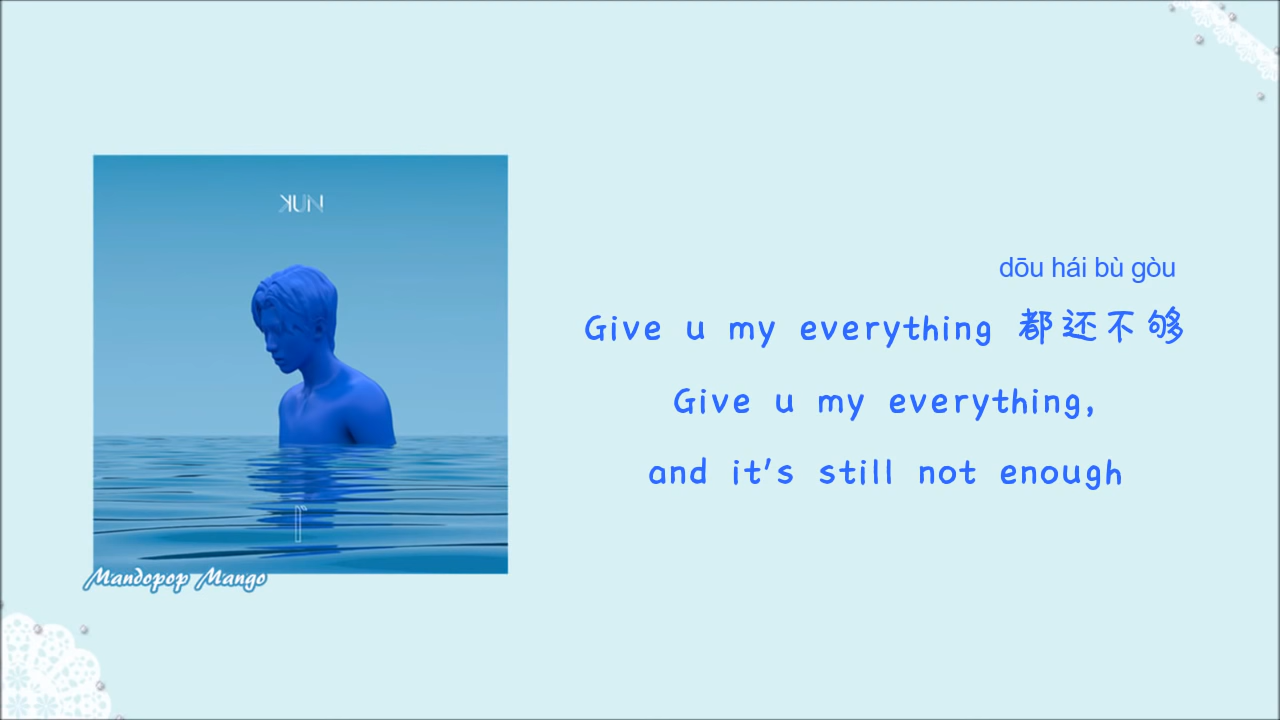 KUN
dōu hái bù gòu
Give u my everything 都还不够
Give u my everything,
and it's still not enough
Mandopop Mango